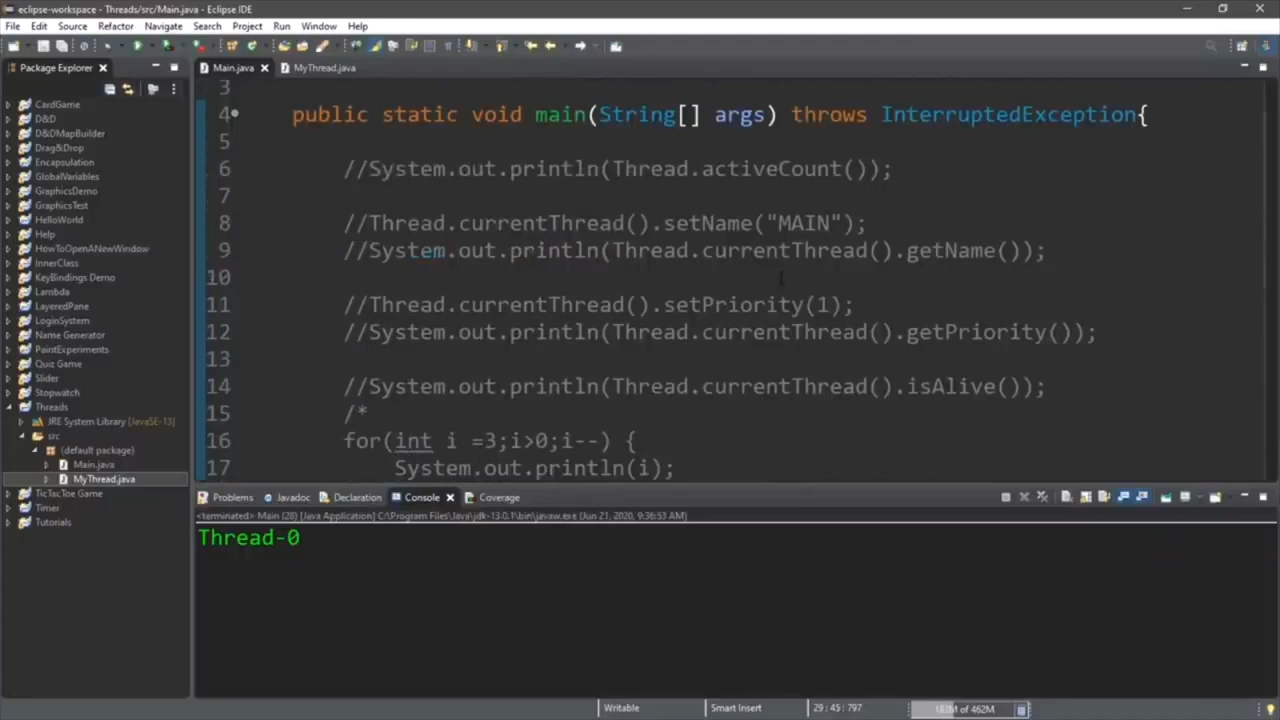 eclipse-workspace - Threads/src/Main.java - Eclipse IDE
File Edit Source Refactor Navigate Search Project Run Window Help
Package Explorer
Main.java MyThread.java
CardGame
D&D
D&DMapBuilder
Drag&Drop
Encapsulation
GlobalVariables
GraphicsDemo
GraphicsTest
HelloWorld
Help
HowToOpenANewWindow
InnerClass
KeyBindings Demo
Lambda
LayeredPane
LoginSystem
Name Generator
PaintExperiments
Quiz Game
Slider
Stopwatch
Threads
JRE System Library [JavaSE-13]
src
(default package)
Main.java
MyThread.java
TicTacToe Game
Timer
Tutorials
3
4 public static void main(String[] args) throws InterruptedException{
5
6 //System.out.println(Thread.activeCount());
7
8 //Thread.currentThread().setName("MAIN");
9 //System.out.println(Thread.currentThread().getName());
10
11 //Thread.currentThread().setPriority(1);
12 //System.out.println(Thread.currentThread().getPriority());
13
14 //System.out.println(Thread.currentThread().isAlive());
15 /*
16 for(int i =3;i>0;i--) {
17 System.out.println(i);
Problems Javadoc Declaration Console Coverage
<terminated> Main (28) [Java Application] C:\Program Files\Java\jdk-13.0.1\bin\javaw.exe (Jun 21, 2020, 9:36:53 AM)
Thread-0
Writable Smart Insert 29 : 45 : 797 of 462M